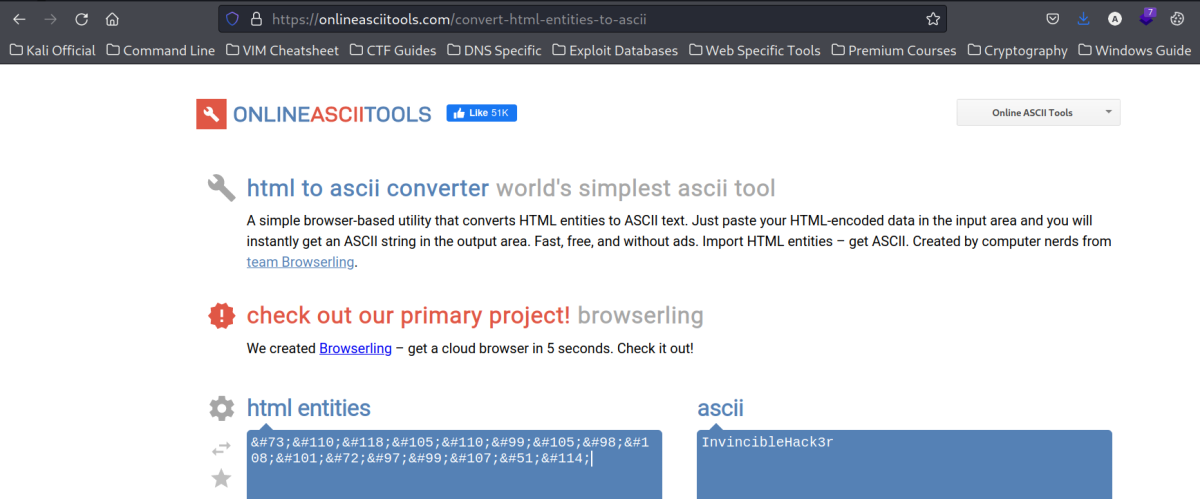 https://onlineasciitools.com/convert-html-entities-to-ascii
A
7
Kali Official Command Line VIM Cheatsheet CTF Guides DNS Specific Exploit Databases Web Specific Tools Premium Courses Cryptography Windows Guide
ONLINEASCIITOOLS Like 51K
Online ASCII Tools
html to ascii converter world's simplest ascii tool
A simple browser-based utility that converts HTML entities to ASCII text. Just paste your HTML-encoded data in the input area and you will
instantly get an ASCII string in the output area. Fast, free, and without ads. Import HTML entities – get ASCII. Created by computer nerds from
team Browserling.
check out our primary project! browserling
We created Browserling – get a cloud browser in 5 seconds. Check it out!
html entities
&#73;&#110;&#118;&#105;&#110;&#99;&#105;&#98;&#1
08;&#101;&#72;&#97;&#99;&#107;&#51;&#114;
ascii
InvincibleHack3r